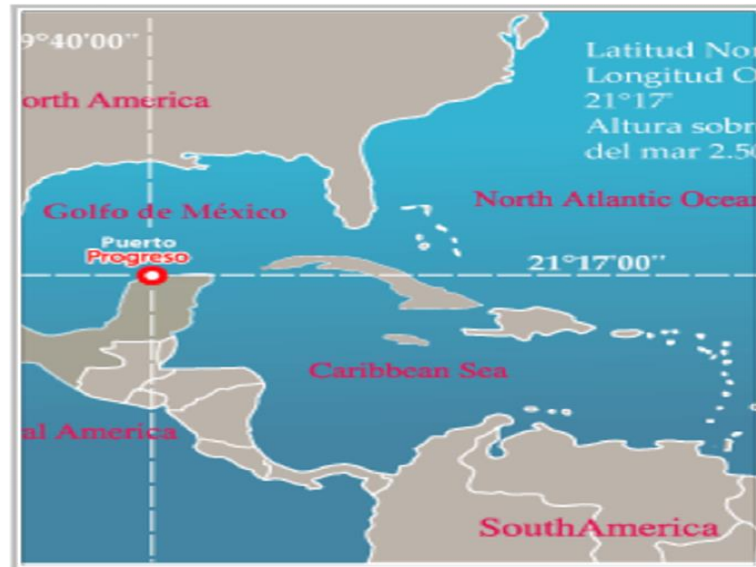 9°40'00''
Latitud No
Longitud O
21°17'
Altura sobr
del mar 2.50
orth America
North Atlantic Ocean
Golfo de México
Puerto
Progreso
21°17'00''
Caribbean Sea
al America
SouthAmerica